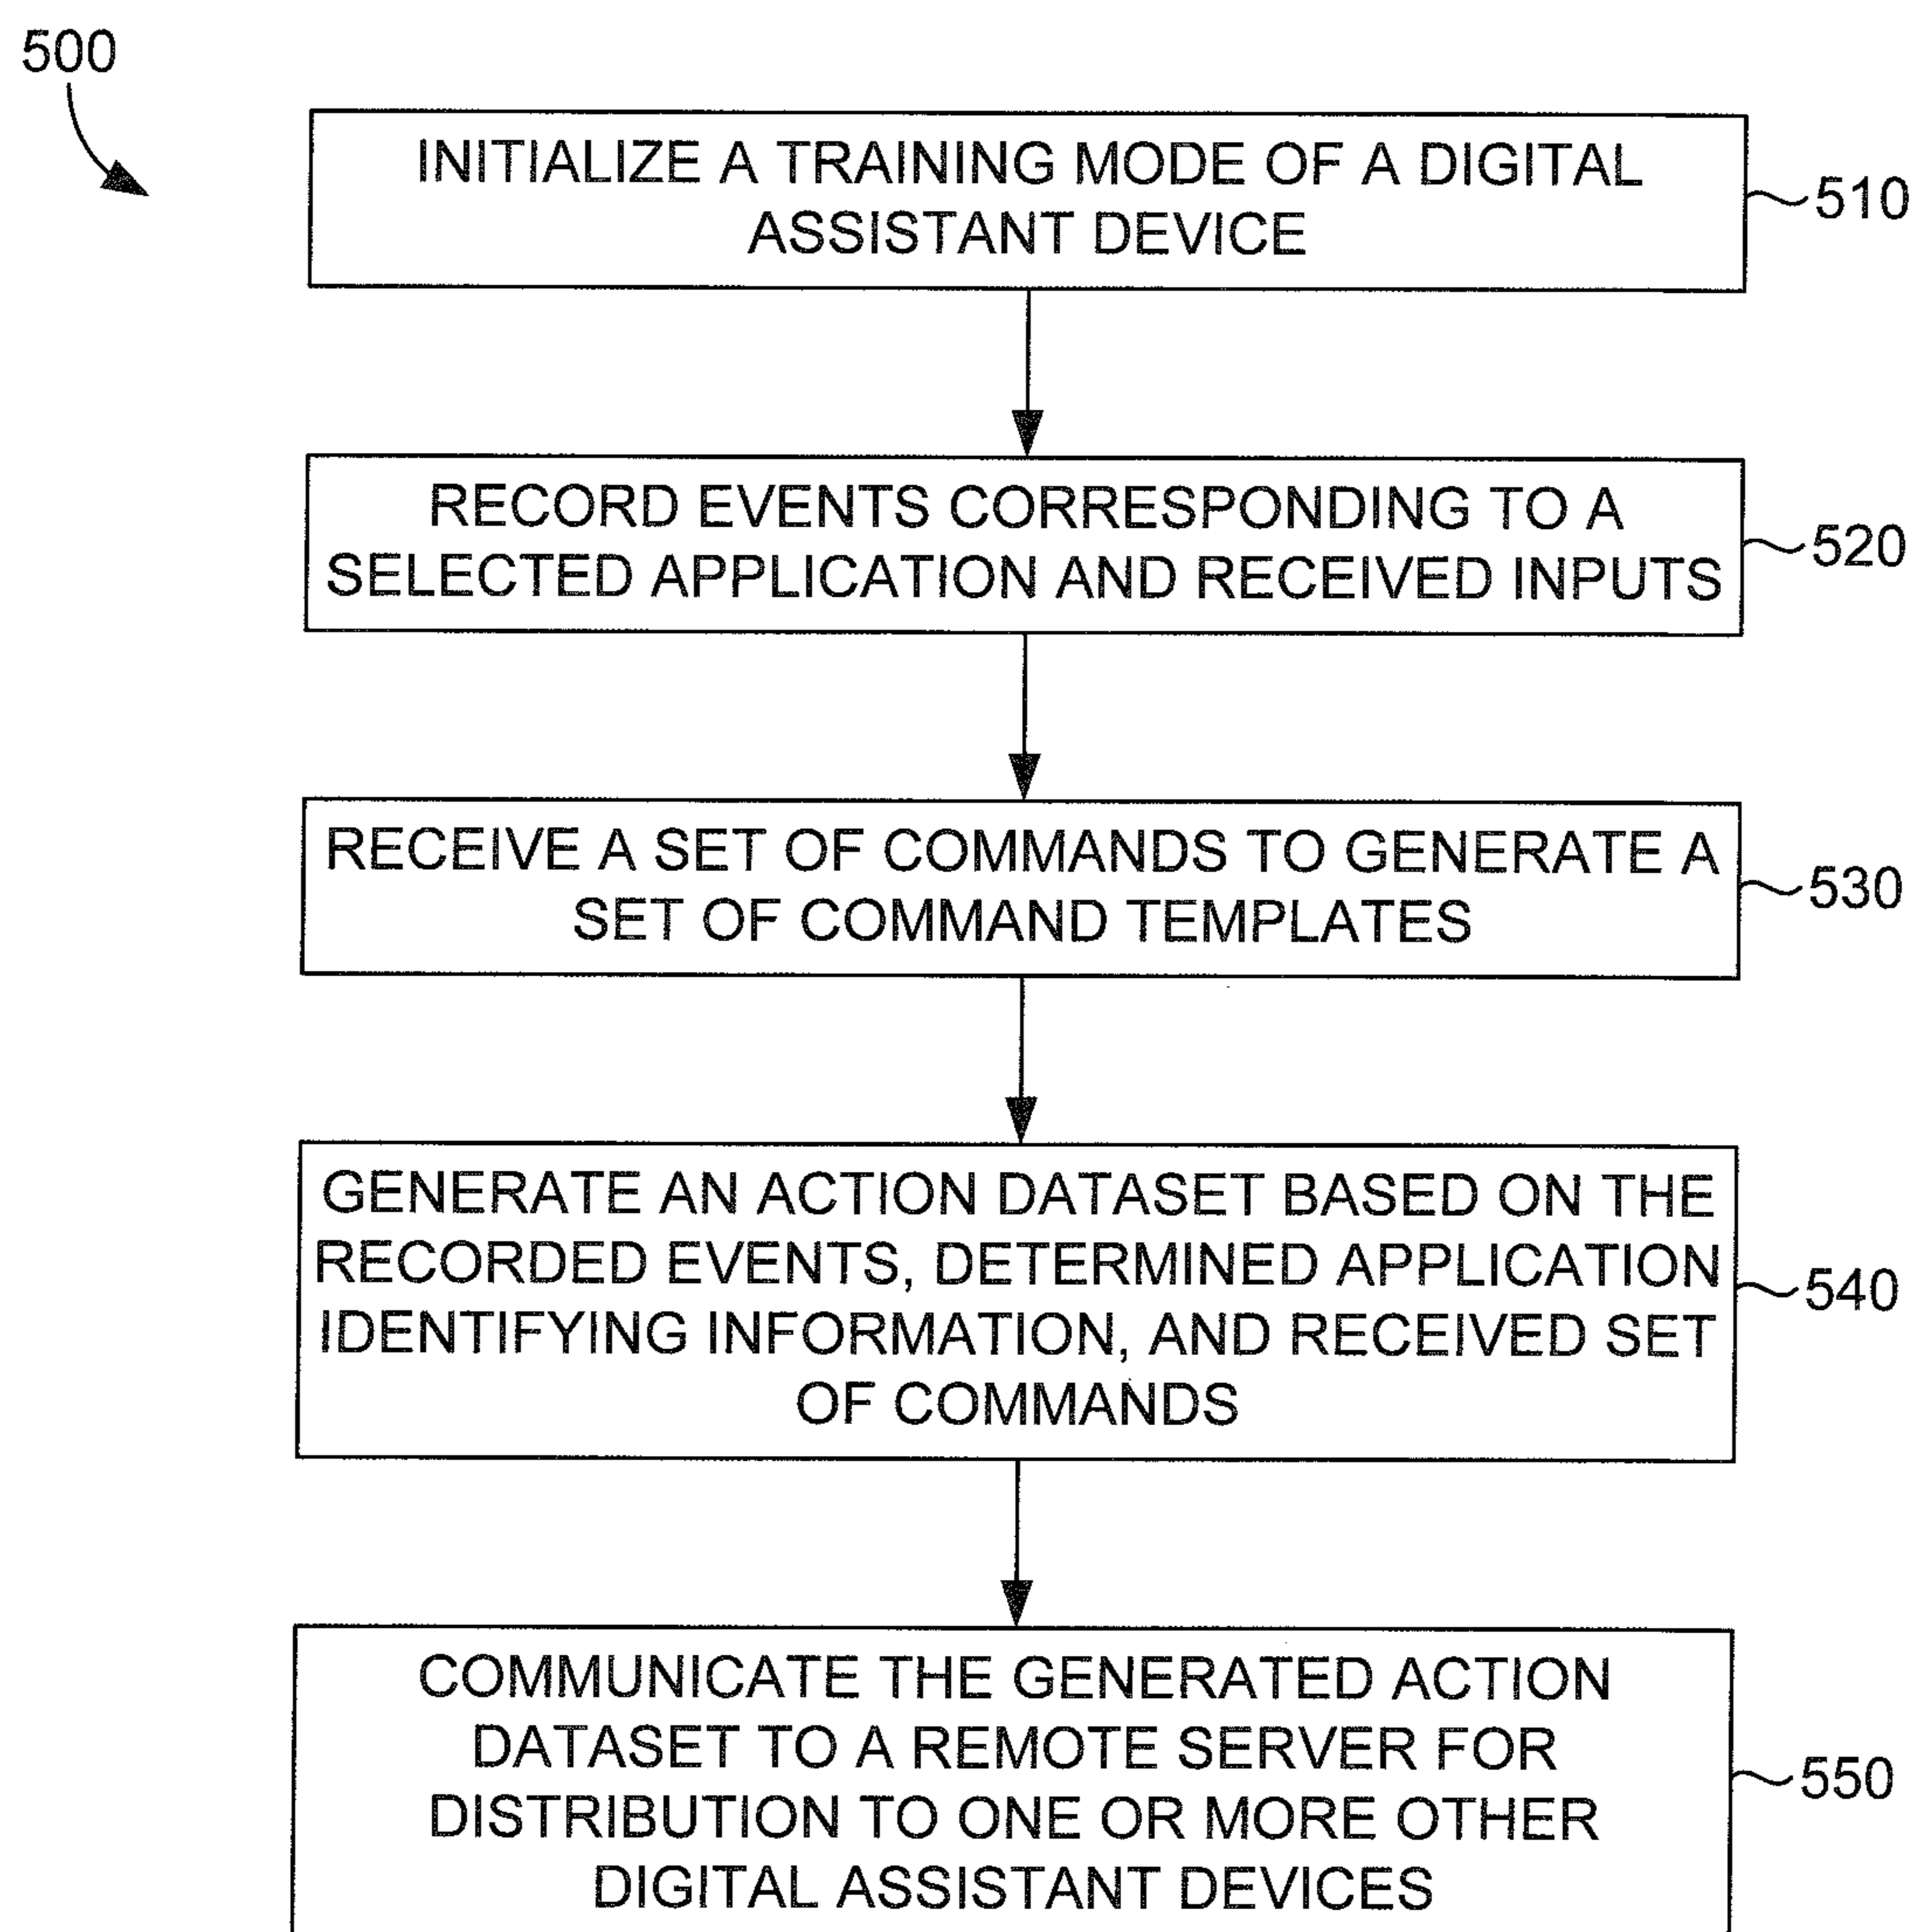 500
INITIALIZE A TRAINING MODE OF A DIGITAL
ASSISTANT DEVICE
510
RECORD EVENTS CORRESPONDING TO A
SELECTED APPLICATION AND RECEIVED INPUTS
520
RECEIVE A SET OF COMMANDS TO GENERATE A
SET OF COMMAND TEMPLATES
530
GENERATE AN ACTION DATASET BASED ON THE
RECORDED EVENTS, DETERMINED APPLICATION
IDENTIFYING INFORMATION, AND RECEIVED SET
OF COMMANDS
540
COMMUNICATE THE GENERATED ACTION
DATASET TO A REMOTE SERVER FOR
DISTRIBUTION TO ONE OR MORE OTHER
DIGITAL ASSISTANT DEVICES
550